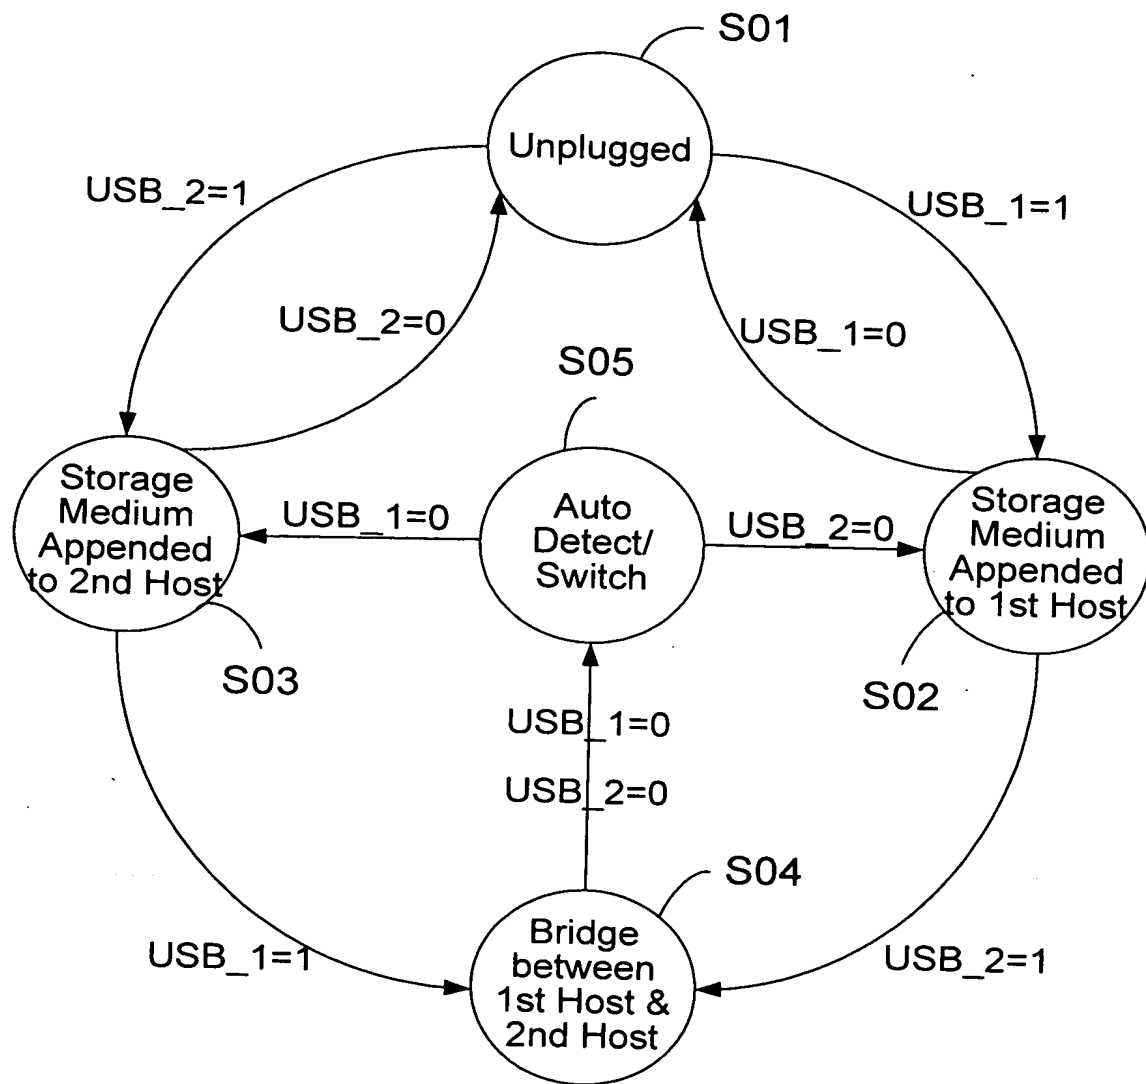 S01
Unplugged
USB_2=1
USB_1=1
USB_2=0
USB_1=0
S05
Storage
Medium
Appended
to 2nd Host
USB_1=0
Auto
Detect/
Switch
USB_2=0
Storage
Medium
Appended
to 1st Host
S03
S02
USB_1=0
USB_2=0
S04
USB_1=1
Bridge
between
1st Host &
2nd Host
USB_2=1